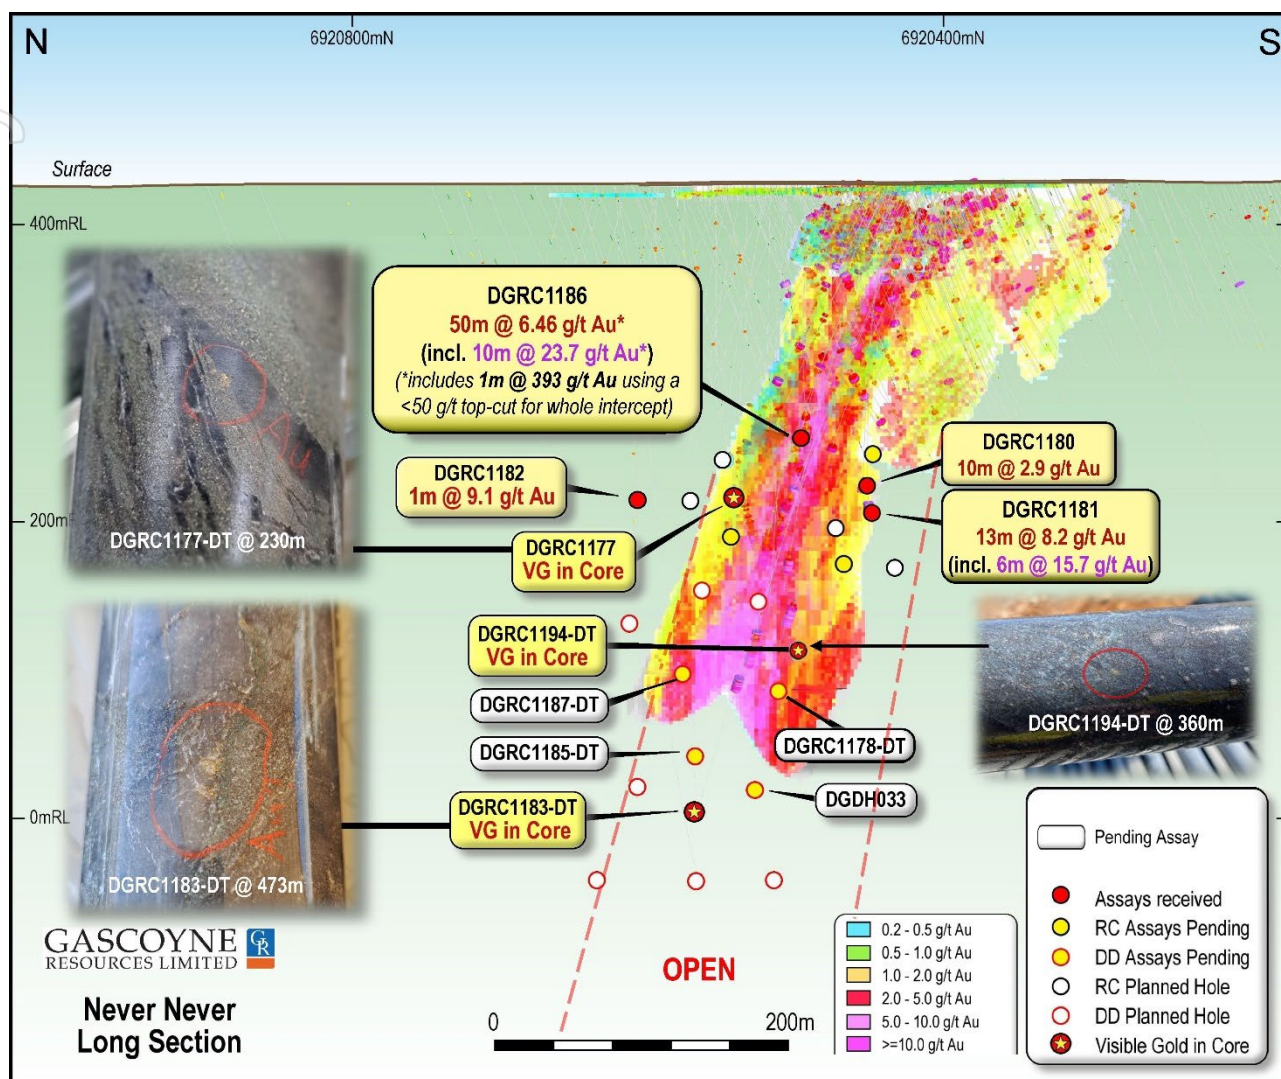 N
6920800mN
6920400mN
S
Surface
400mRL
DGRC1186
50m @ 6.46 g/t Au*
(incl. 10m @ 23.7 g/t Au*)
(*includes 1m @ 393 g/t Au using a
<50 g/t top-cut for whole intercept)
DGRC1182
1m @ 9.1 g/t Au
DGRC1180
10m @ 2.9 g/t Au
DGRC1181
13m @ 8.2 g/t Au
(incl. 6m @ 15.7 g/t Au)
200mR
Au
DGRC1177-DT @ 230m
DGRC1177
VG in Core
DGRC1194-DT
VG in Core
DGRC1187-DT
DGRC1185-DT
DGRC1178-DT
DGRC1194-DT @ 360m
DGDH033
0mRL
DGRC1183-DT
VG in Core
DGRC1183-DT @ 473m
GASCOYNE
RESOURCES LIMITED
GR
Never Never
Long Section
OPEN
0
200m
0.2 - 0.5 g/t Au
0.5 - 1.0 g/t Au
1.0 - 2.0 g/t Au
2.0 - 5.0 g/t Au
5.0 - 10.0 g/t Au
>=10.0 g/t Au
Pending Assay
Assays received
RC Assays Pending
DD Assays Pending
RC Planned Hole
DD Planned Hole
Visible Gold in Core